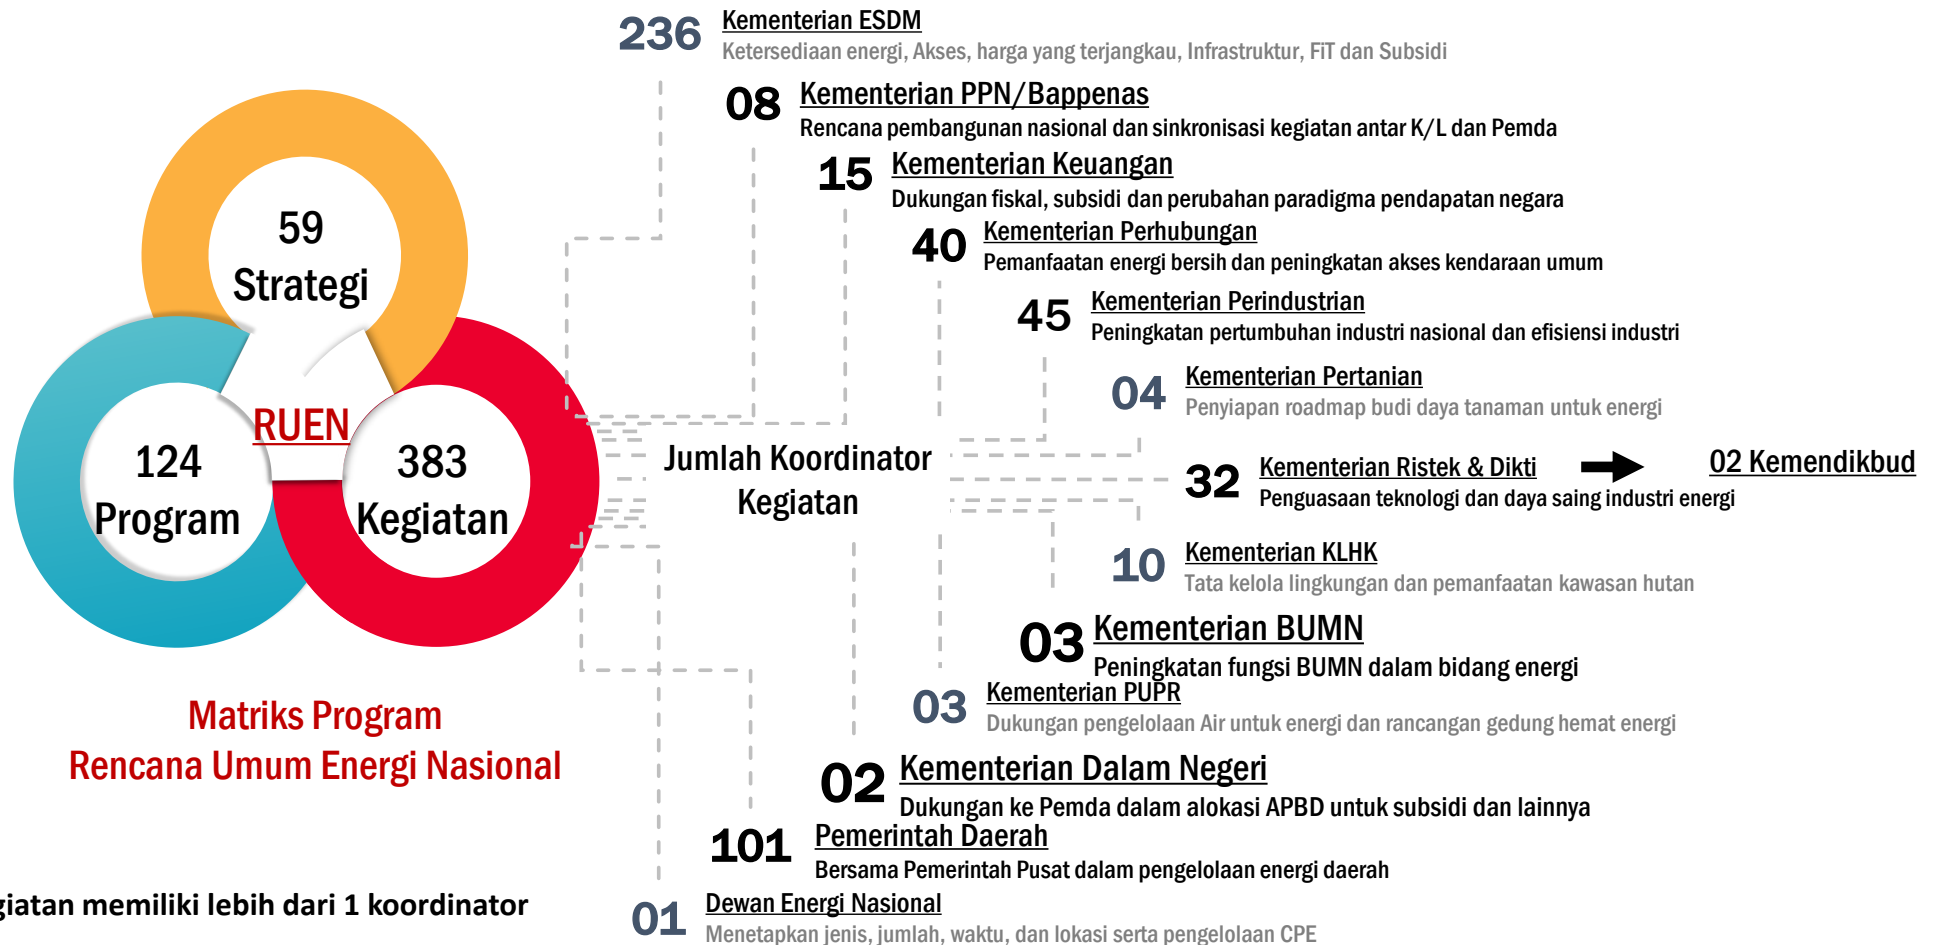 59
Strategi
124
Program
RUEN
383
Kegiatan
Matriks Program
Rencana Umum Energi Nasional
giatan memiliki lebih dari 1 koordinator
Jumlah Koordinator
Kegiatan
236 Kementerian ESDM
Ketersediaan energi, Akses, harga yang terjangkau, Infrastruktur, FiT dan Subsidi
08 Kementerian PPN/Bappenas
Rencana pembangunan nasional dan sinkronisasi kegiatan antar K/L dan Pemda
15 Kementerian Keuangan
Dukungan fiskal, subsidi dan perubahan paradigma pendapatan negara
40 Kementerian Perhubungan
Pemanfaatan energi bersih dan peningkatan akses kendaraan umum
45 Kementerian Perindustrian
Peningkatan pertumbuhan industri nasional dan efisiensi industri
04 Kementerian Pertanian
Penyiapan roadmap budi daya tanaman untuk energi
32 Kementerian Ristek & Dikti 02 Kemendikbud
Penguasaan teknologi dan daya saing industri energi
10 Kementerian KLHK
Tata kelola lingkungan dan pemanfaatan kawasan hutan
03 Kementerian BUMN
Peningkatan fungsi BUMN dalam bidang energi
03 Kementerian PUPR
Dukungan pengelolaan Air untuk energi dan rancangan gedung hemat energi
02 Kementerian Dalam Negeri
Dukungan ke Pemda dalam alokasi APBD untuk subsidi dan lainnya
101 Pemerintah Daerah
Bersama Pemerintah Pusat dalam pengelolaan energi daerah
01 Dewan Energi Nasional
Menetapkan jenis, jumlah, waktu, dan lokasi serta pengelolaan CPE